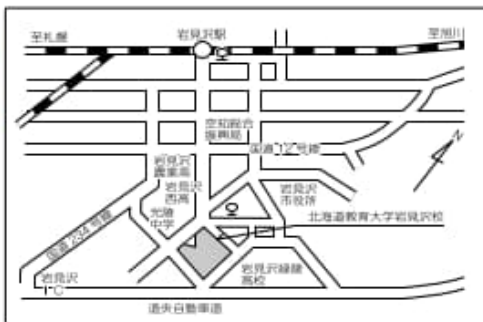 至札幌
岩見沢駅
至旭川
空知総合
振興局
国道12号線
岩見沢
農業高
岩見沢
西高
岩見沢
市役所
N
光陵
中学
北海道教育大学岩見沢校
国道234号線
岩見沢緑陵
高校
岩見沢
IC
道央自動車道